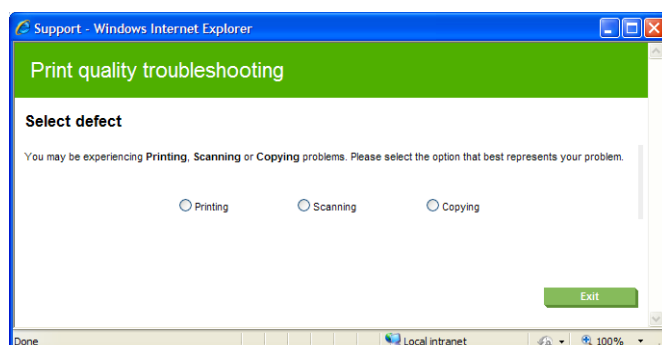 Support - Windows Internet Explorer
Print quality troubleshooting
Select defect
You may be experiencing Printing, Scanning or Copying problems. Please select the option that best represents your problem.
Printing Scanning Copying
Exit
Done Local intranet 100%